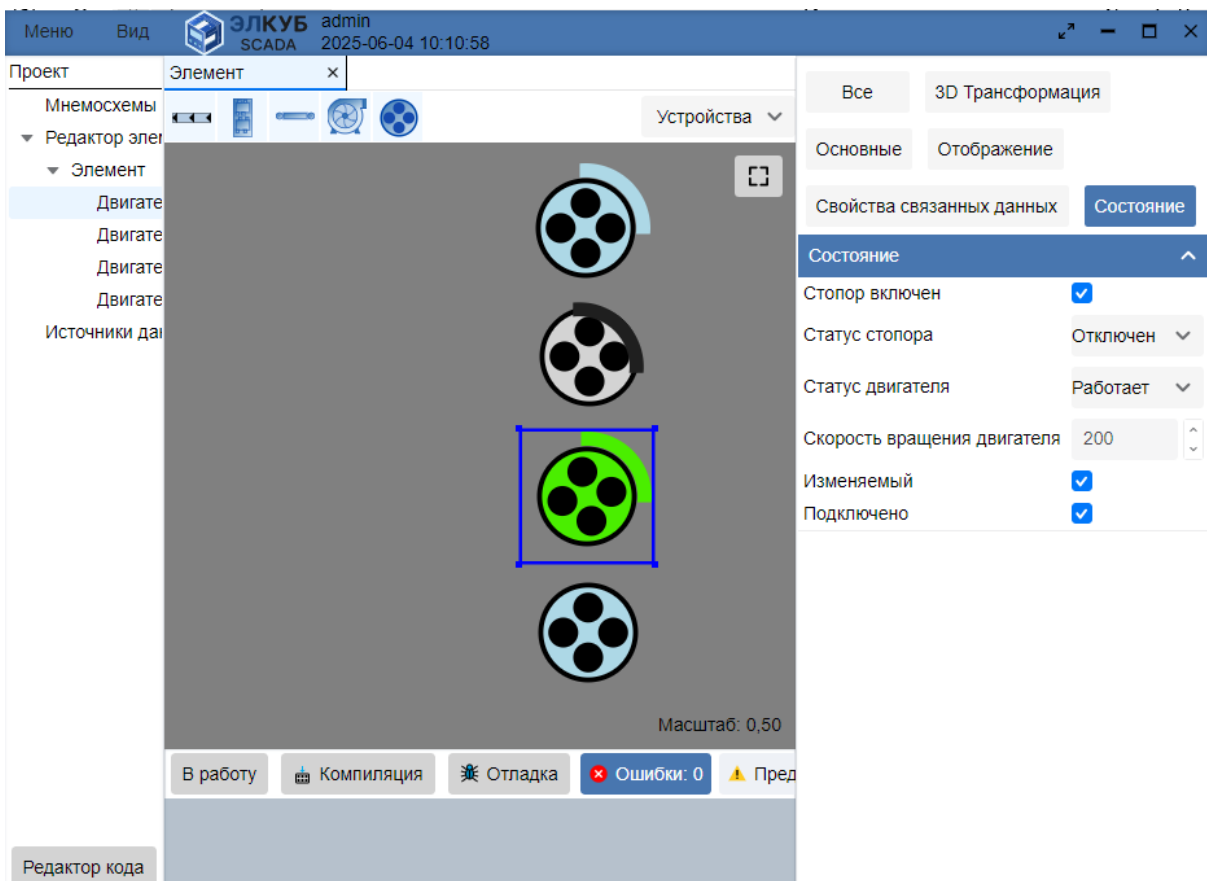 Меню Вид ЭЛКУБ SCADA admin
2025-06-04 10:10:58
Проект
Мнемосхемы
Редактор элем
Элемент
Двигате
Двигате
Двигате
Двигате
Источники дан
Редактор кода
Элемент ×
Устройства
Масштаб: 0,50
В работу Компиляция Отладка Ошибки: 0 Пред
Все 3D Трансформация
Основные Отображение
Свойства связанных данных Состояние
Состояние
Стопор включен
Статус стопора Отключен
Статус двигателя Работает
Скорость вращения двигателя 200
Изменяемый
Подключено